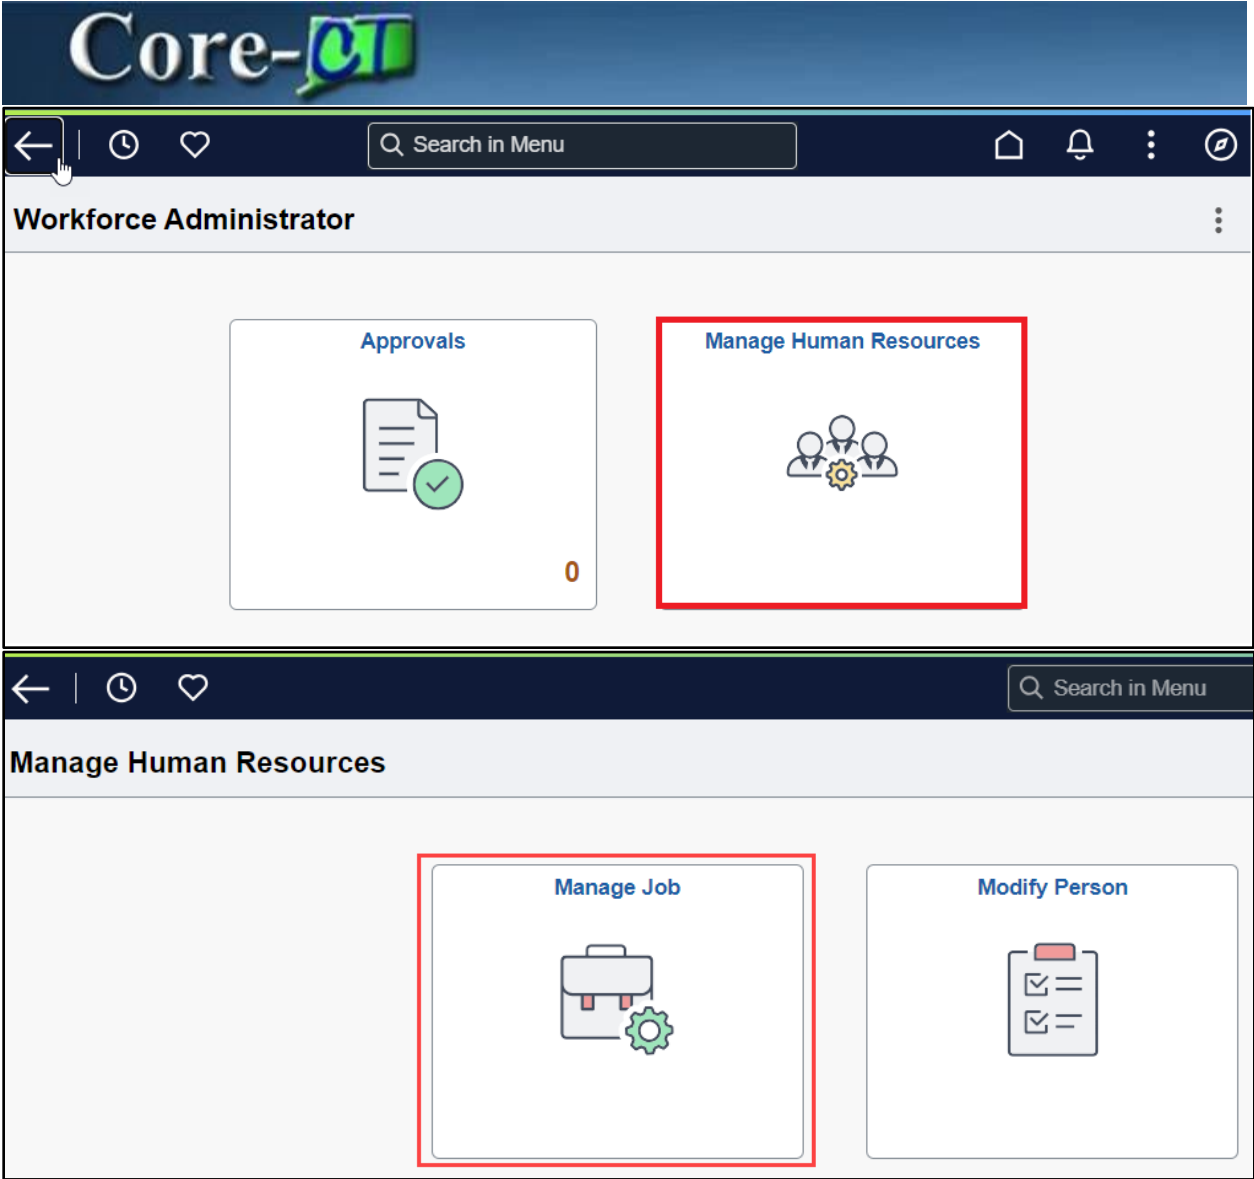 Core-CT
Search in Menu
Workforce Administrator
Approvals
Manage Human Resources
0
Search in Menu
Manage Human Resources
Manage Job
Modify Person